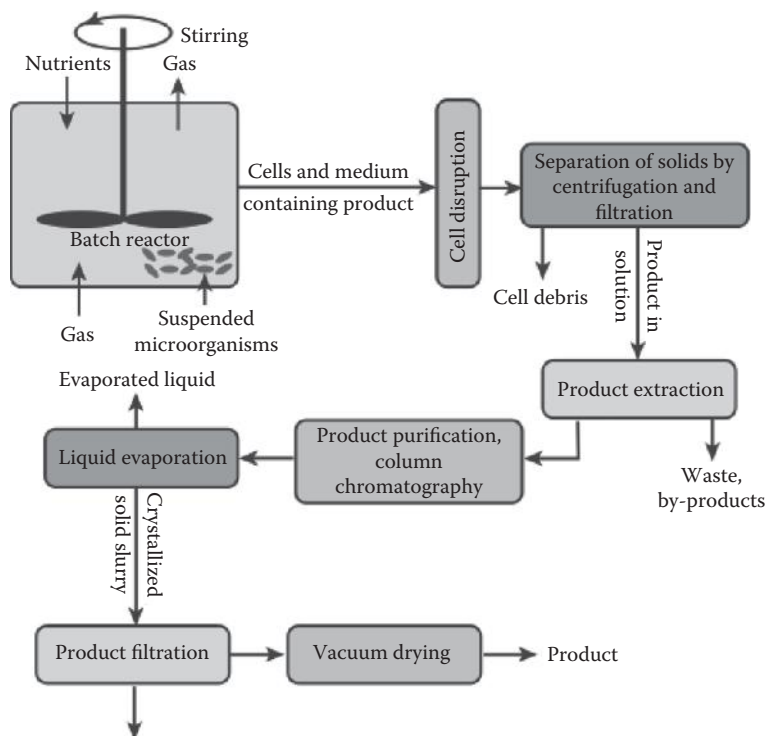 Stirring
Nutrients
Gas
Batch reactor
Gas
Suspended
microorganisms
Cells and medium
containing product
Cell disruption
Separation of solids by
centrifugation and
filtration
Cell debris
Product in
solution
Product extraction
Waste,
by-products
Product purification,
column
chromatography
Liquid evaporation
Evaporated liquid
Crystallized
solid slurry
Product filtration
Vacuum drying
Product